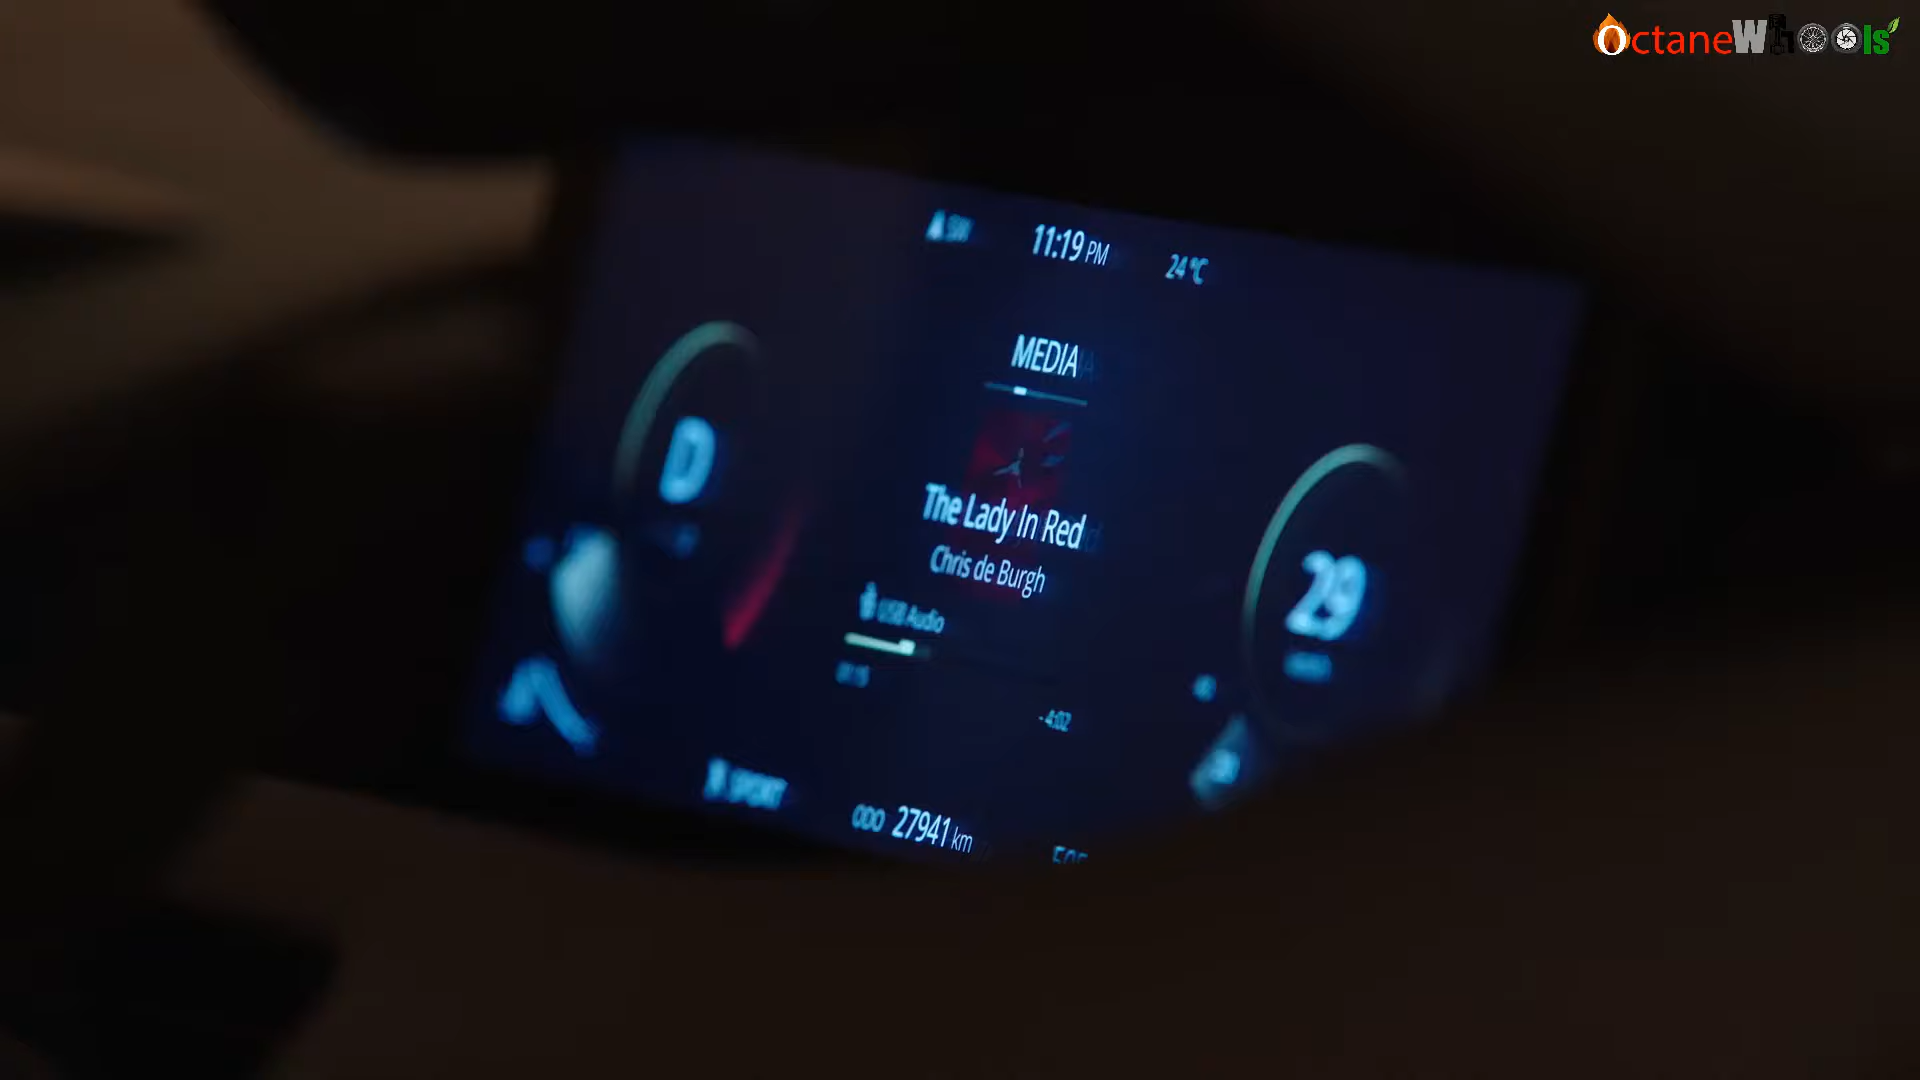 OctaneWheels
SW
11:19 PM
24°C
MEDIA
D
The Lady In Red
Chris de Burgh
29
USB Audio
-4:02
SPORT
ODO 27941 km